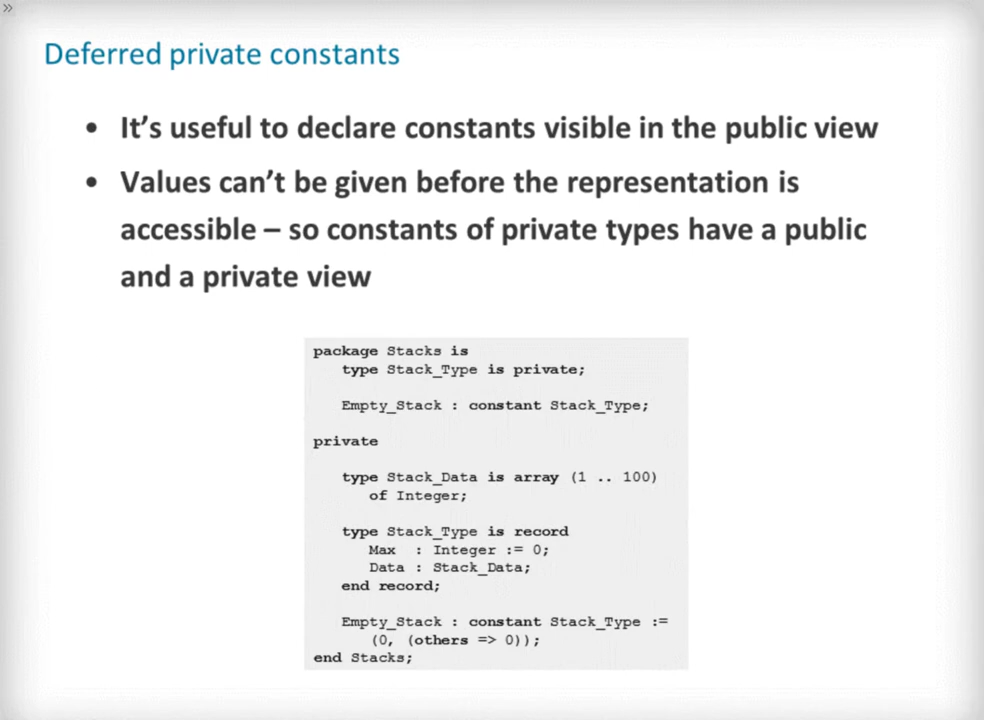 »
Deferred private constants
• It's useful to declare constants visible in the public view
• Values can't be given before the representation is
accessible – so constants of private types have a public
and a private view
package Stacks is
   type Stack_Type is private;

   Empty_Stack : constant Stack_Type;

private

   type Stack_Data is array (1 .. 100)
      of Integer;

   type Stack_Type is record
      Max  : Integer := 0;
      Data : Stack_Data;
   end record;

   Empty_Stack : constant Stack_Type :=
      (0, (others => 0));
end Stacks;